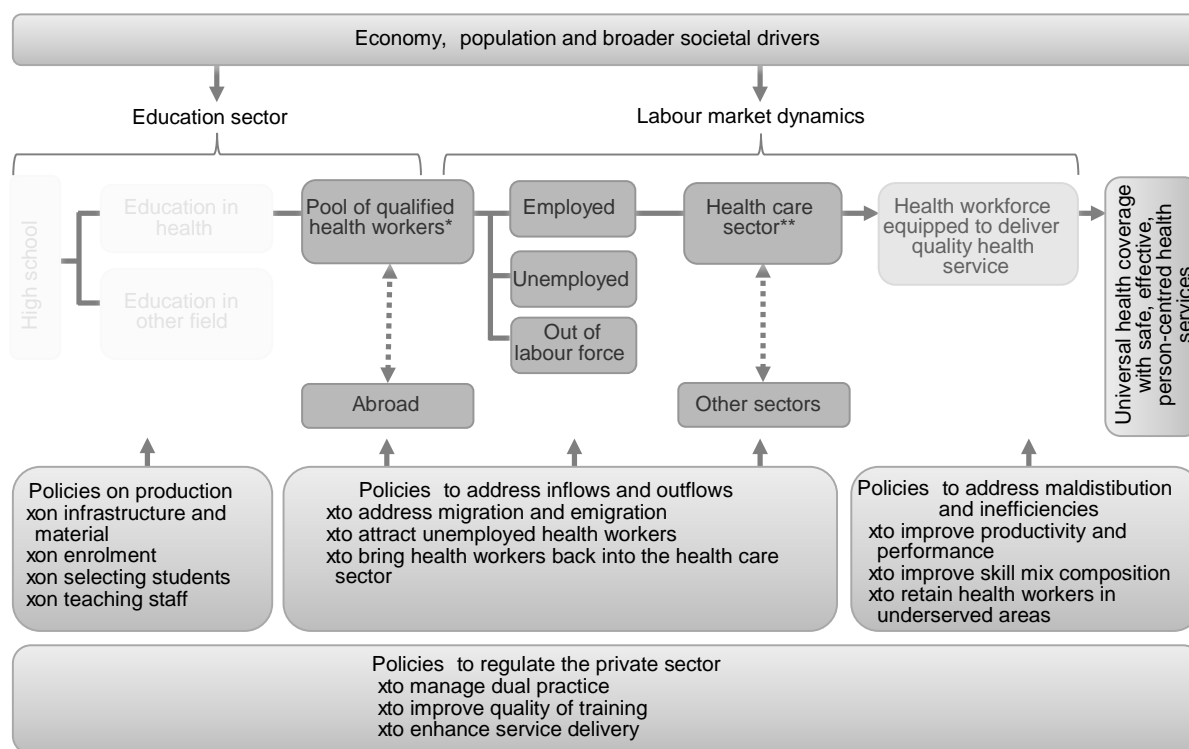 Economy, population and broader societal drivers
Education sector
Labour market dynamics
High school
Education in
health
Education in
other field
Pool of qualified
health workers*
Abroad
Employed
Unemployed
Out of
labour force
Health care
sector**
Other sectors
Health workforce
equipped to deliver
quality health
service
Universal health coverage
with safe, effective,
person-centred health
services
Policies on production
xon infrastructure and
material
xon enrolment
xon selecting students
xon teaching staff
Policies to address inflows and outflows
xto address migration and emigration
xto attract unemployed health workers
xto bring health workers back into the health care
sector
Policies to address maldistibution
and inefficiencies
xto improve productivity and
performance
xto improve skill mix composition
xto retain health workers in
underserved areas
Policies to regulate the private sector
xto manage dual practice
xto improve quality of training
xto enhance service delivery